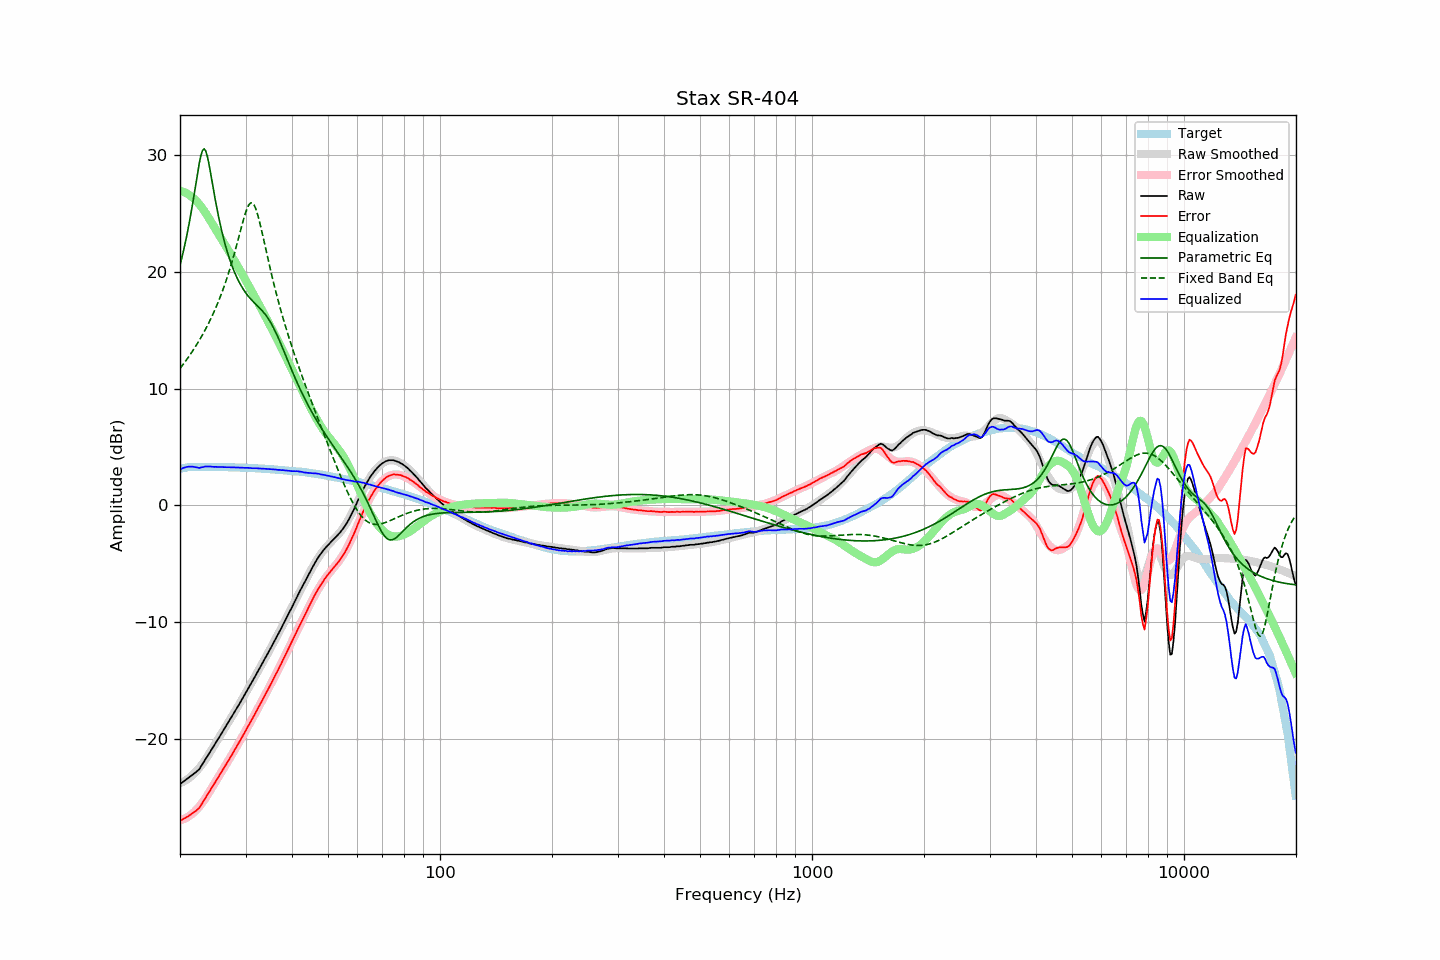 Stax SR-404
Amplitude (dBr)
30
20
10
0
−10
−20
100
1000
10000
Frequency (Hz)
Target
Raw Smoothed
Error Smoothed
Raw
Error
Equalization
Parametric Eq
Fixed Band Eq
Equalized